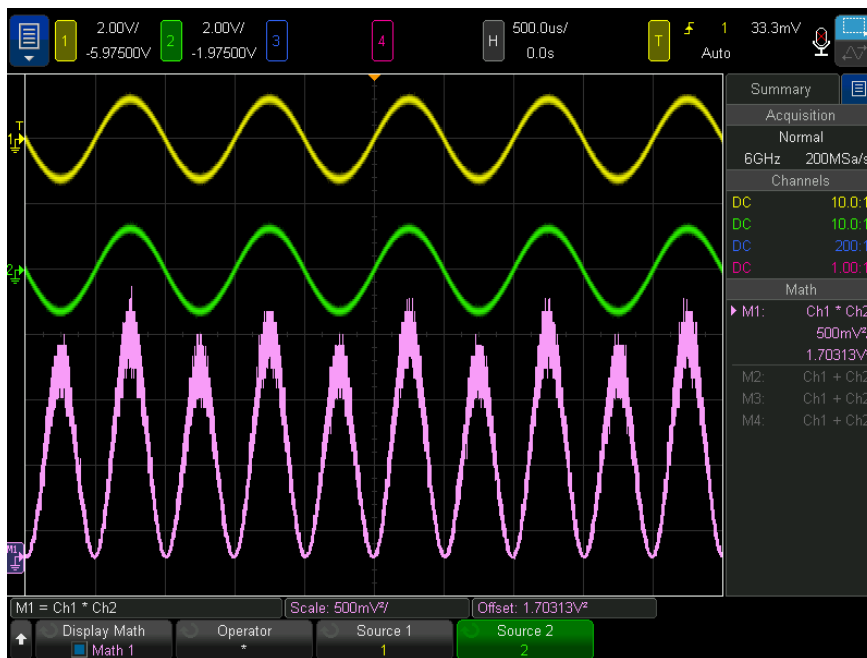 1 2.00V/ 2 2.00V/ 3 4 H 500.0us/ T 1 33.3mV
-5.97500V -1.97500V 0.0s Auto
Summary
Acquisition
Normal
6GHz 200MSa/s
Channels
DC 10.0:1
DC 10.0:1
DC 200:1
DC 1.00:1
Math
M1: Ch1 * Ch2
500mV²/
1.70313V²
M2: Ch1 + Ch2
M3: Ch1 + Ch2
M4: Ch1 + Ch2
T
1
2
M1
M1 = Ch1 * Ch2 Scale: 500mV²/ Offset: 1.70313V²
Display Math Operator Source 1 Source 2
Math 1 * 1 2